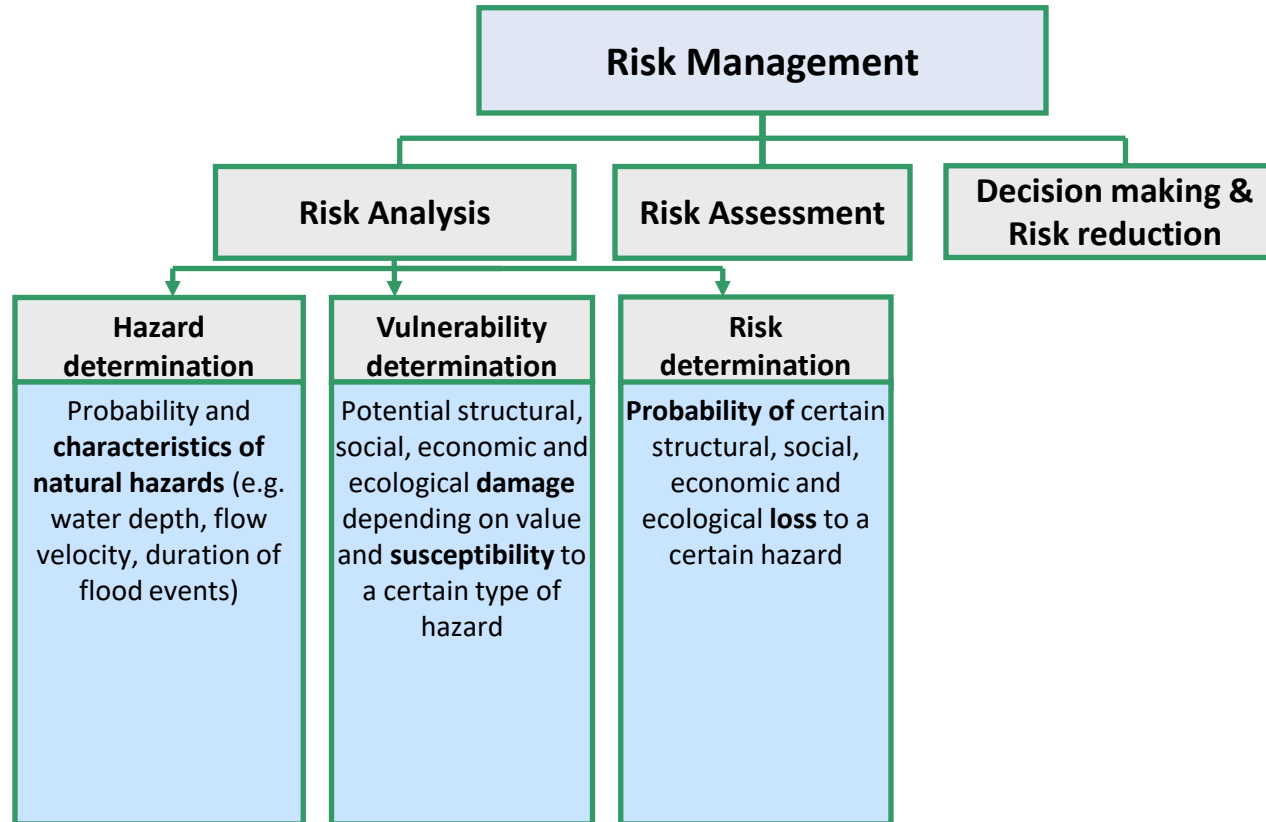 Risk Management
Risk Analysis
Risk Assessment
Decision making &
Risk reduction
Hazard
determination
Probability and
characteristics of
natural hazards (e.g.
water depth, flow
velocity, duration of
flood events)
Vulnerability
determination
Potential structural,
social, economic and
ecological damage
depending on value
and susceptibility to
a certain type of
hazard
Risk
determination
Probability of certain
structural, social,
economic and
ecological loss to a
certain hazard